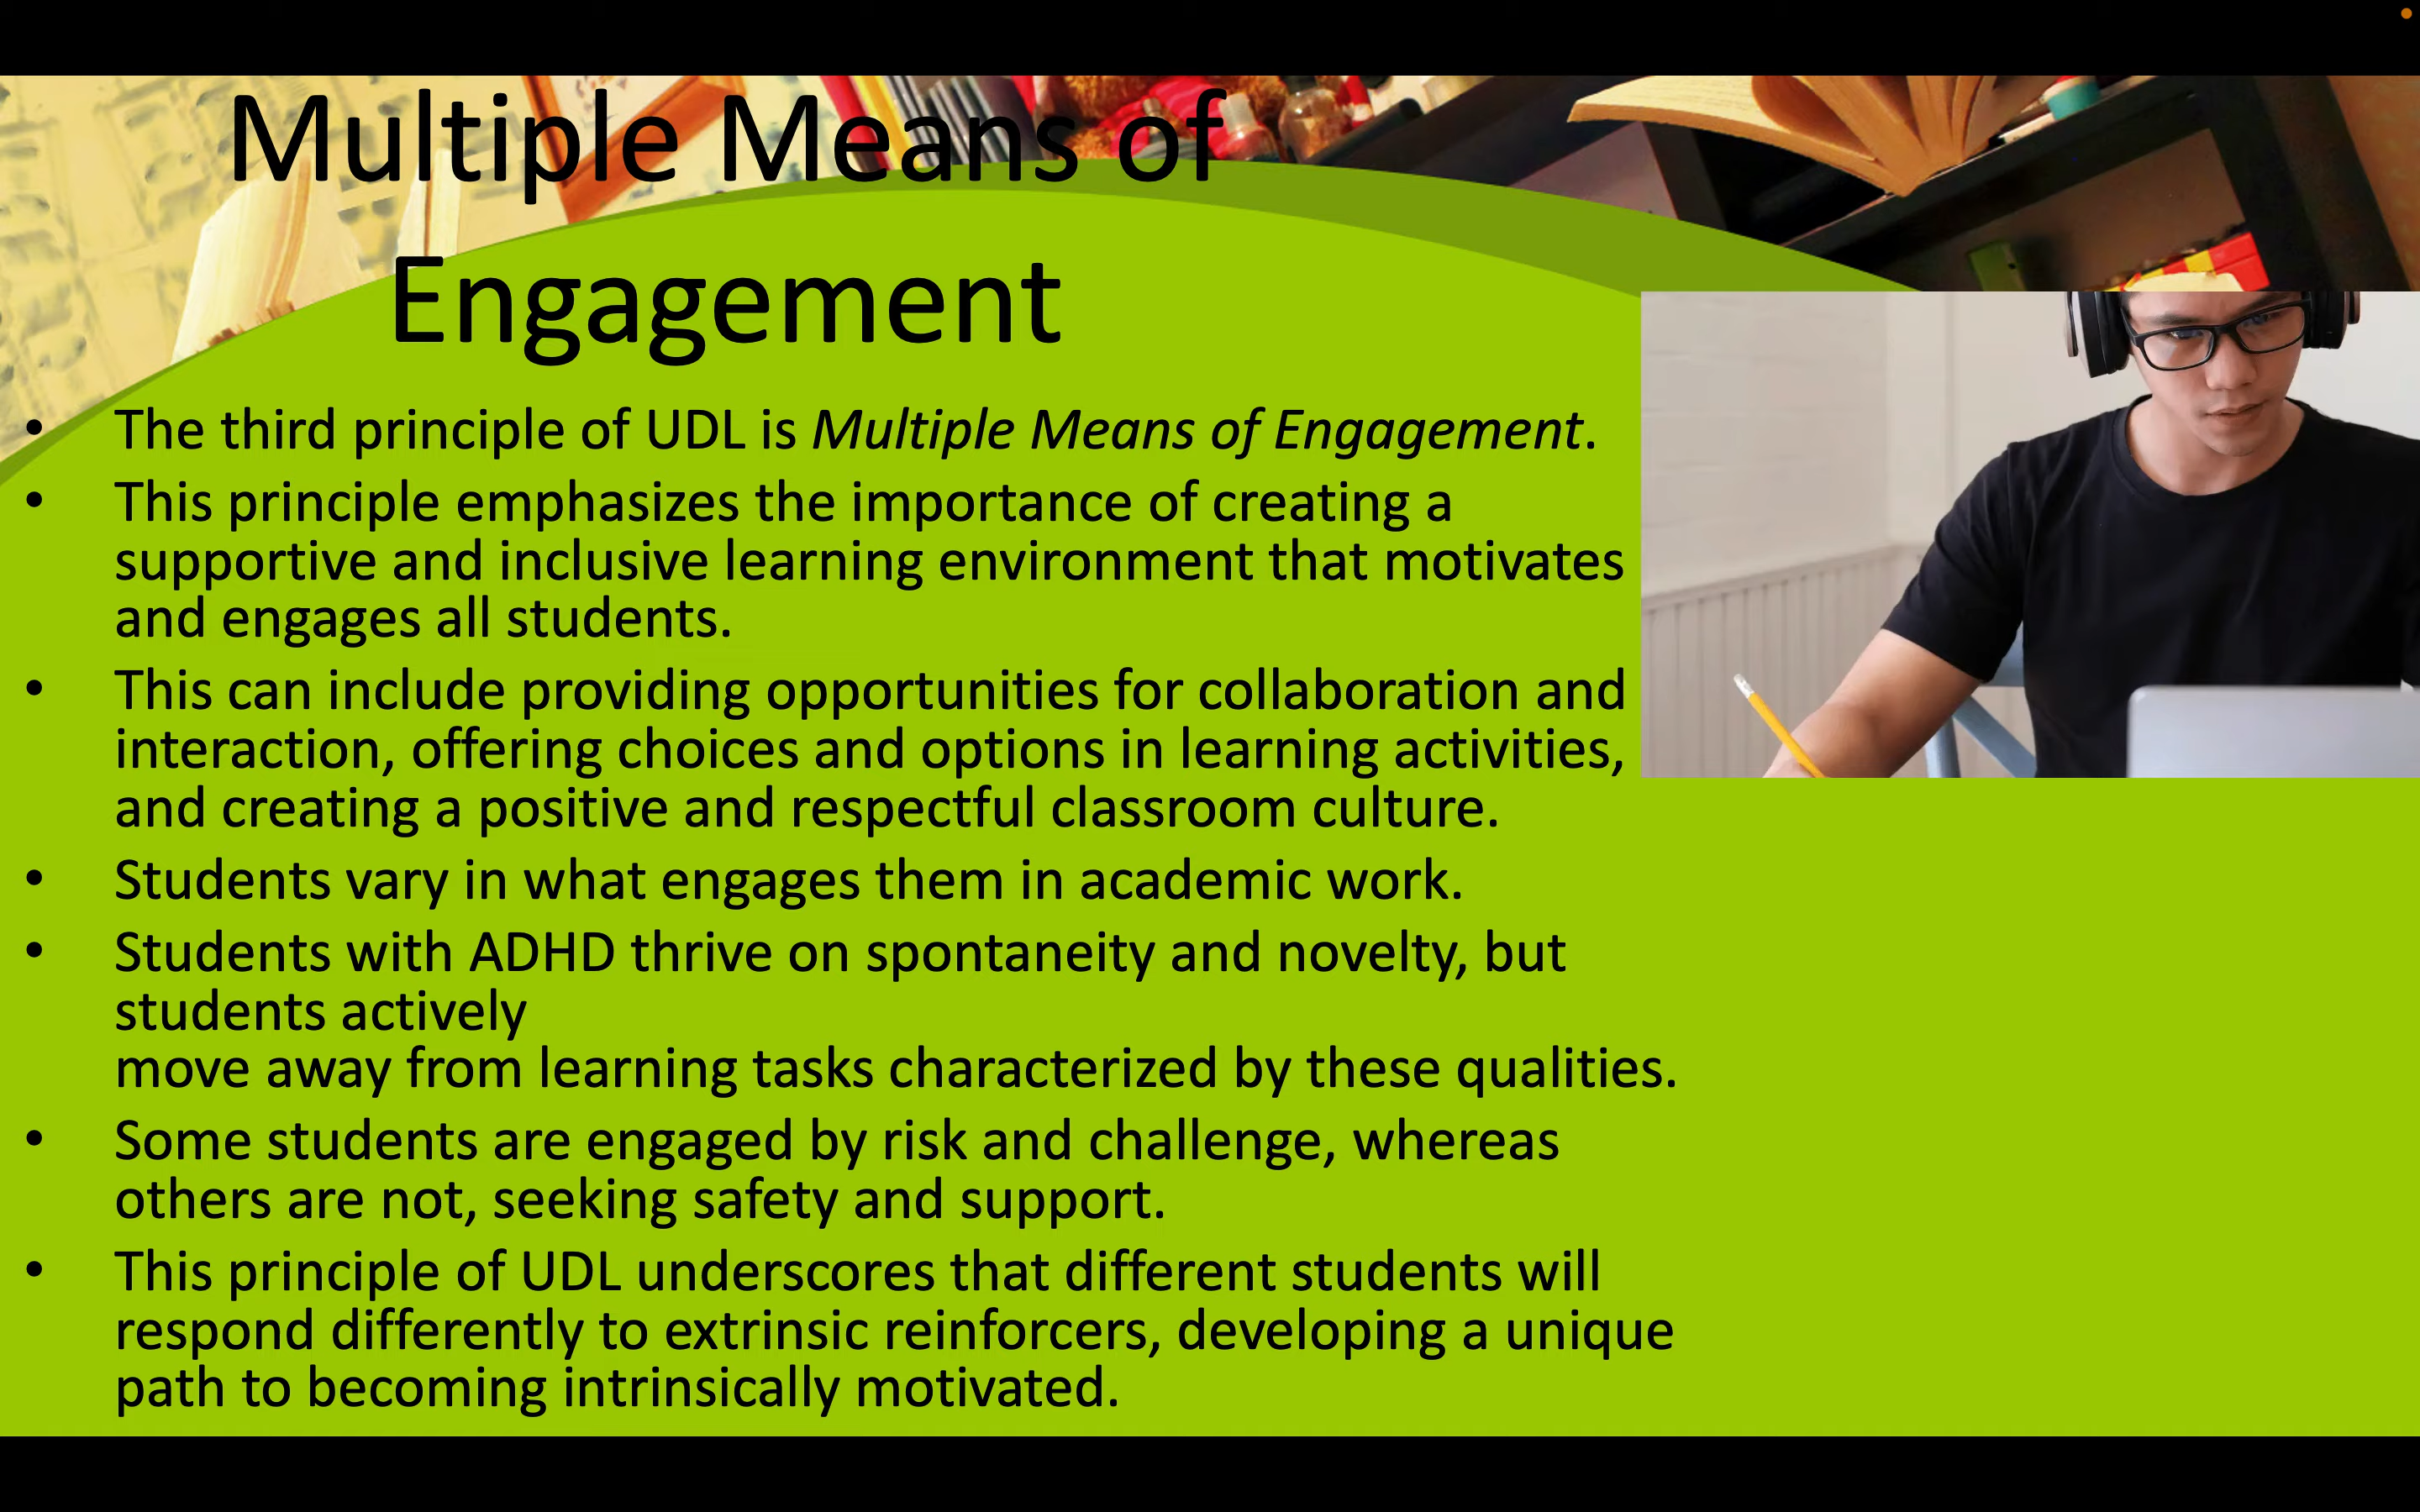 Multiple Means of
Engagement
• The third principle of UDL is Multiple Means of Engagement.
• This principle emphasizes the importance of creating a
supportive and inclusive learning environment that motivates
and engages all students.
• This can include providing opportunities for collaboration and
interaction, offering choices and options in learning activities,
and creating a positive and respectful classroom culture.
• Students vary in what engages them in academic work.
• Students with ADHD thrive on spontaneity and novelty, but
students actively
move away from learning tasks characterized by these qualities.
• Some students are engaged by risk and challenge, whereas
others are not, seeking safety and support.
• This principle of UDL underscores that different students will
respond differently to extrinsic reinforcers, developing a unique
path to becoming intrinsically motivated.